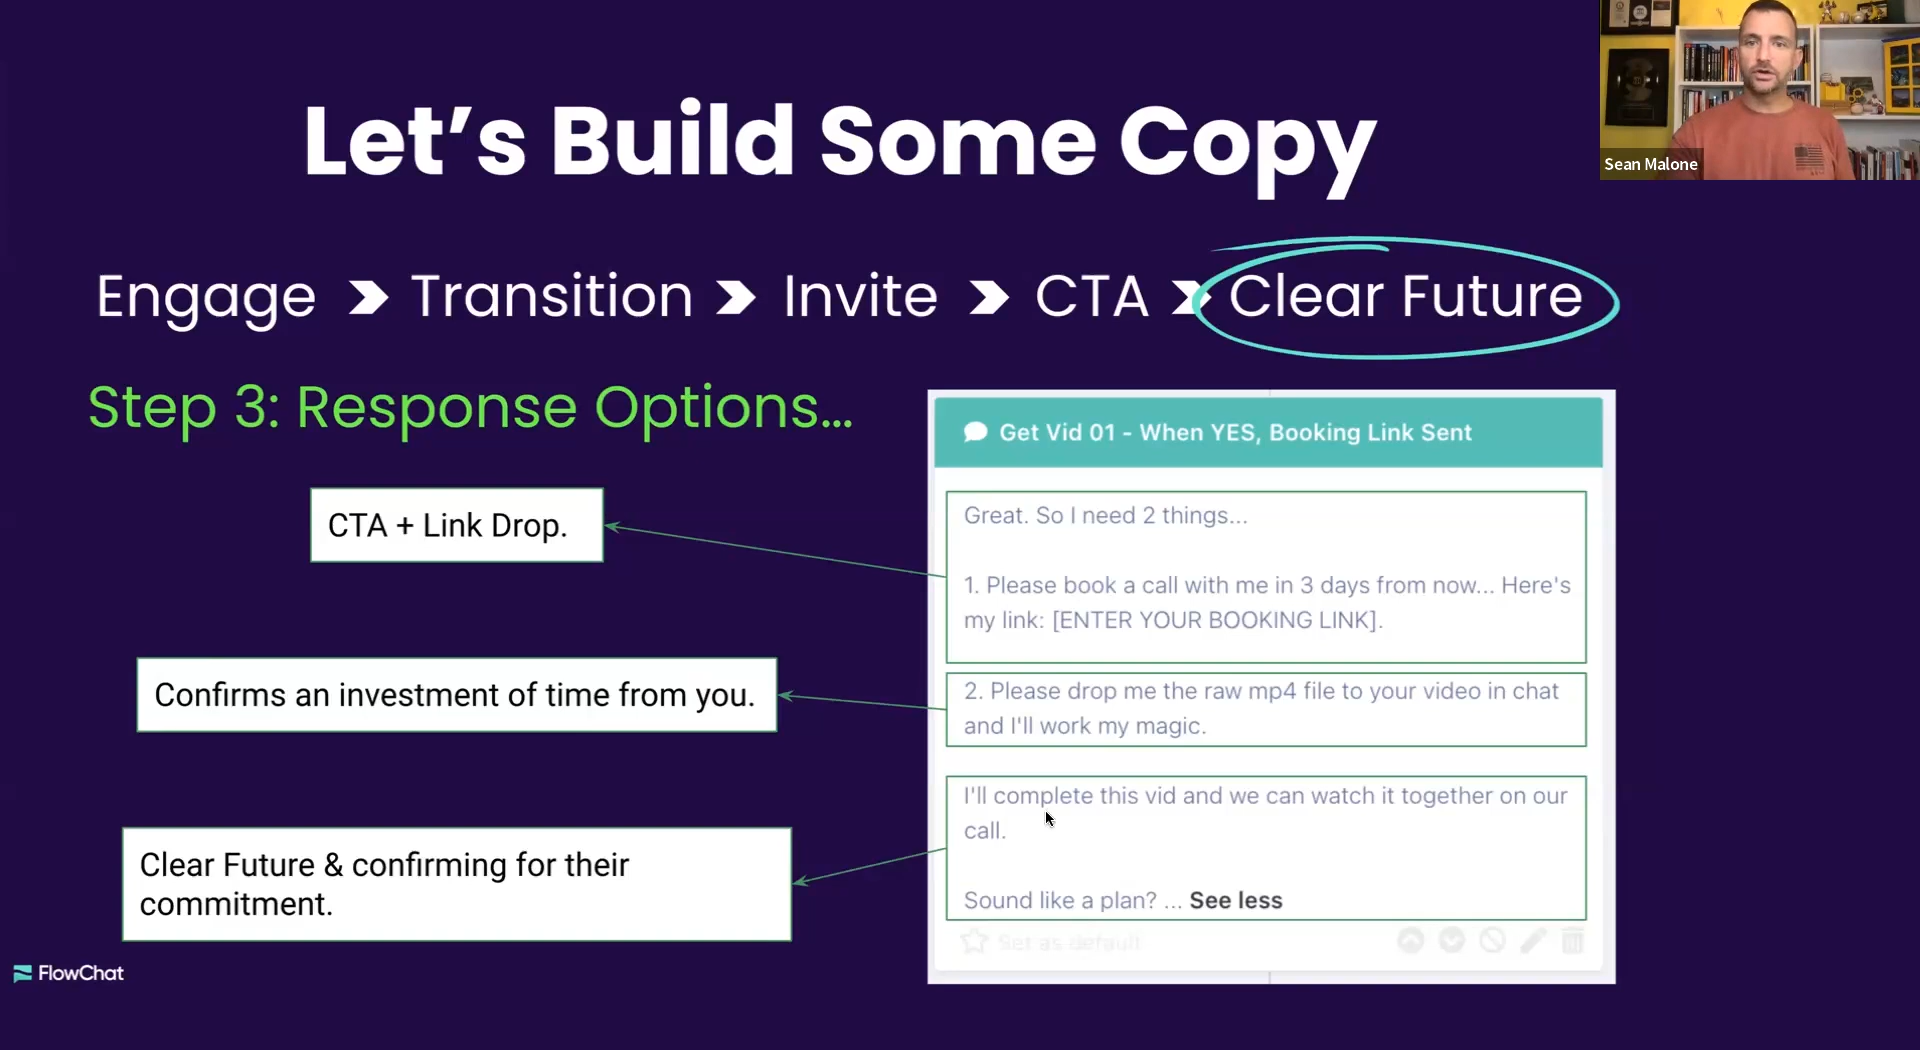 Sean Malone
Let's Build Some Copy
Engage Transition Invite CTA Clear Future
Step 3: Response Options...
Get Vid 01 - When YES, Booking Link Sent
CTA + Link Drop.
Great. So I need 2 things...
1. Please book a call with me in 3 days from now... Here's
my link: [ENTER YOUR BOOKING LINK].
Confirms an investment of time from you.
2. Please drop me the raw mp4 file to your video in chat
and I'll work my magic.
Clear Future & confirming for their
commitment.
I'll complete this vid and we can watch it together on our
call.
Sound like a plan? ... See less
Set as default
FlowChat